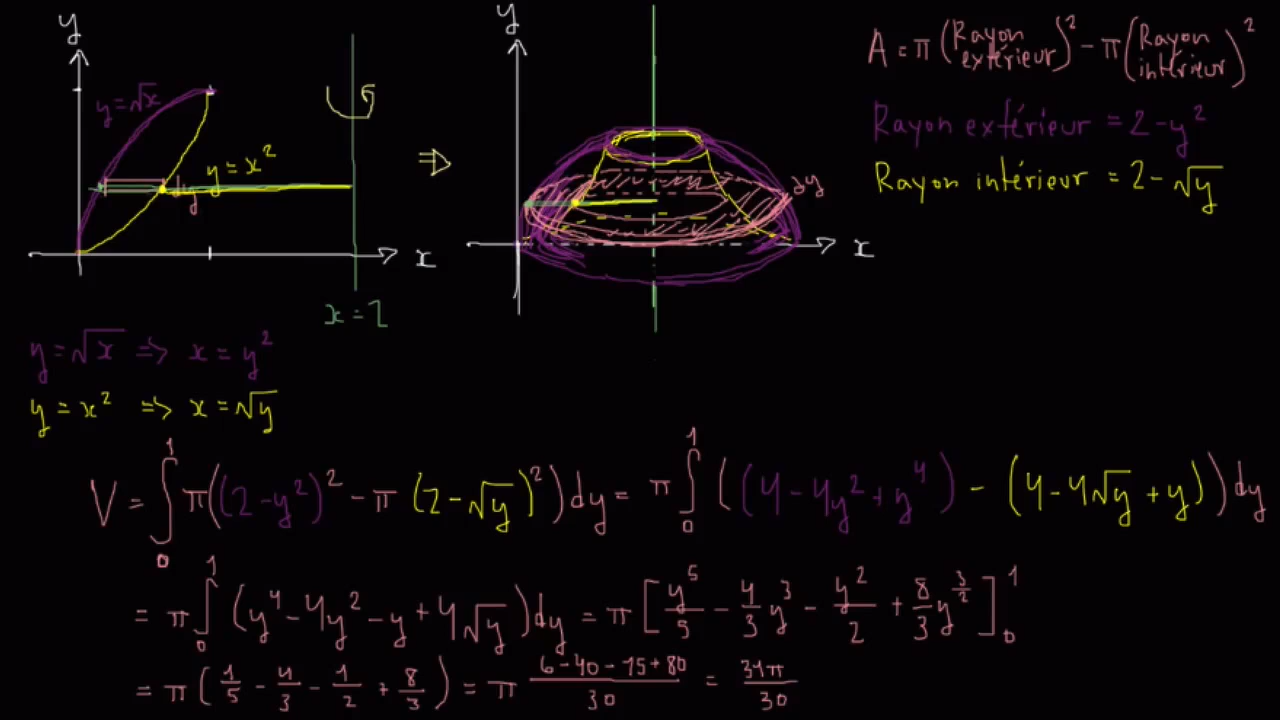 y
y = √x
y = x²
dy
x
x = 2
⇒
y
dy
x
A = π (Rayon extérieur)² − π (Rayon intérieur)²
Rayon extérieur = 2 − y²
Rayon intérieur = 2 − √y
y = √x ⇒ x = y²
y = x² ⇒ x = √y
V = ∫₀¹ π((2 − y²)² − π (2 − √y)²) dy = π ∫₀¹ ((4 − 4y² + y⁴) − (4 − 4√y + y)) dy
= π ∫₀¹ (y⁴ − 4y² − y + 4√y) dy = π [y⁵/5 − 4/3 y³ − y²/2 + 8/3 y^(3/2)]₀¹
= π (1/5 − 4/3 − 1/2 + 8/3) = π (6 − 40 − 15 + 80)/30 = 31π/30